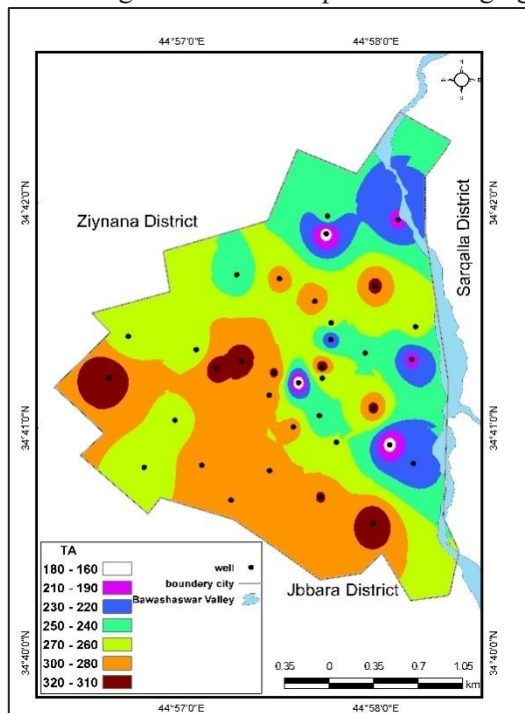 44°57'0"E 44°58'0"E
34°42'0"N
34°42'0"N
Ziynana District
Sarqalla District
34°41'0"N
34°41'0"N
Jbbara District
TA
180 - 160
210 - 190
230 - 220
250 - 240
270 - 260
300 - 280
320 - 310
well
boundery city
Bawashaswar Valley
34°40'0"N
34°40'0"N
0.35 0 0.35 0.7 1.05
km
44°57'0"E 44°58'0"E